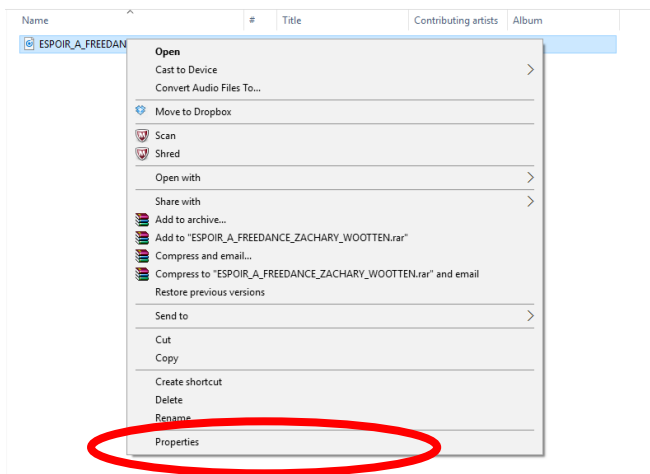 Name # Title Contributing artists Album
ESPOIR_A_FREEDAN
Open
Cast to Device
Convert Audio Files To...
Move to Dropbox
Scan
Shred
Open with
Share with
Add to archive...
Add to "ESPOIR_A_FREEDANCE_ZACHARY_WOOTTEN.rar"
Compress and email...
Compress to "ESPOIR_A_FREEDANCE_ZACHARY_WOOTTEN.rar" and email
Restore previous versions
Send to
Cut
Copy
Create shortcut
Delete
Rename
Properties